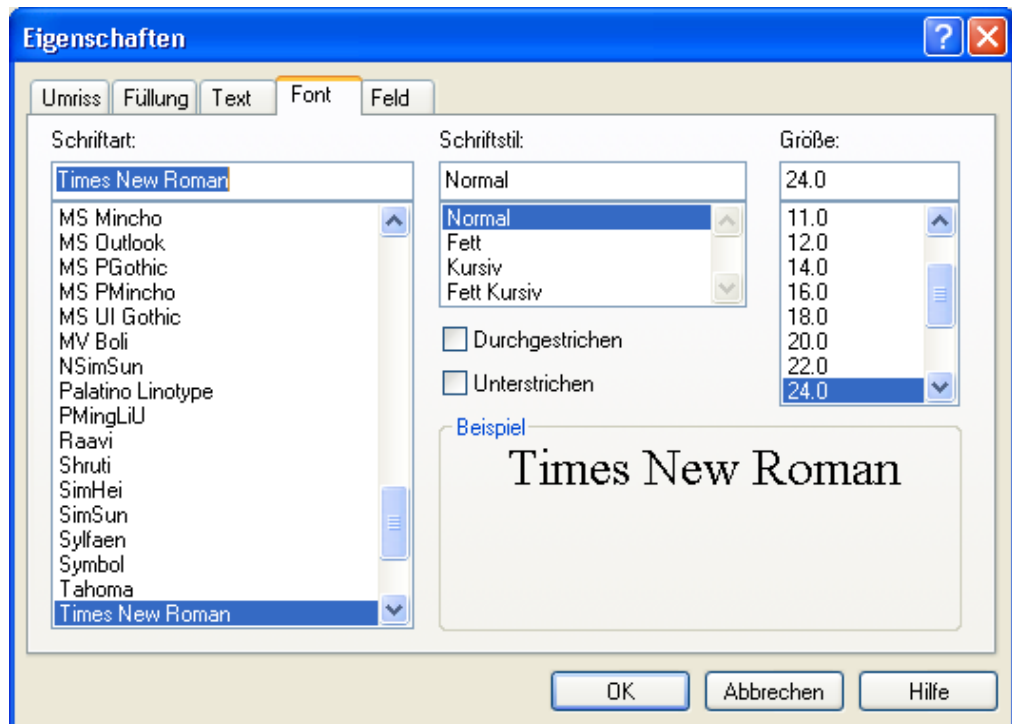 Eigenschaften
Umriss Füllung Text Font Feld
Schriftart:
Times New Roman
MS Mincho
MS Outlook
MS PGothic
MS PMincho
MS UI Gothic
MV Boli
NSimSun
Palatino Linotype
PMingLiU
Raavi
Shruti
SimHei
SimSun
Sylfaen
Symbol
Tahoma
Times New Roman
Schriftstil:
Normal
Normal
Fett
Kursiv
Fett Kursiv
Durchgestrichen
Unterstrichen
Größe:
24.0
11.0
12.0
14.0
16.0
18.0
20.0
22.0
24.0
Beispiel
Times New Roman
OK Abbrechen Hilfe